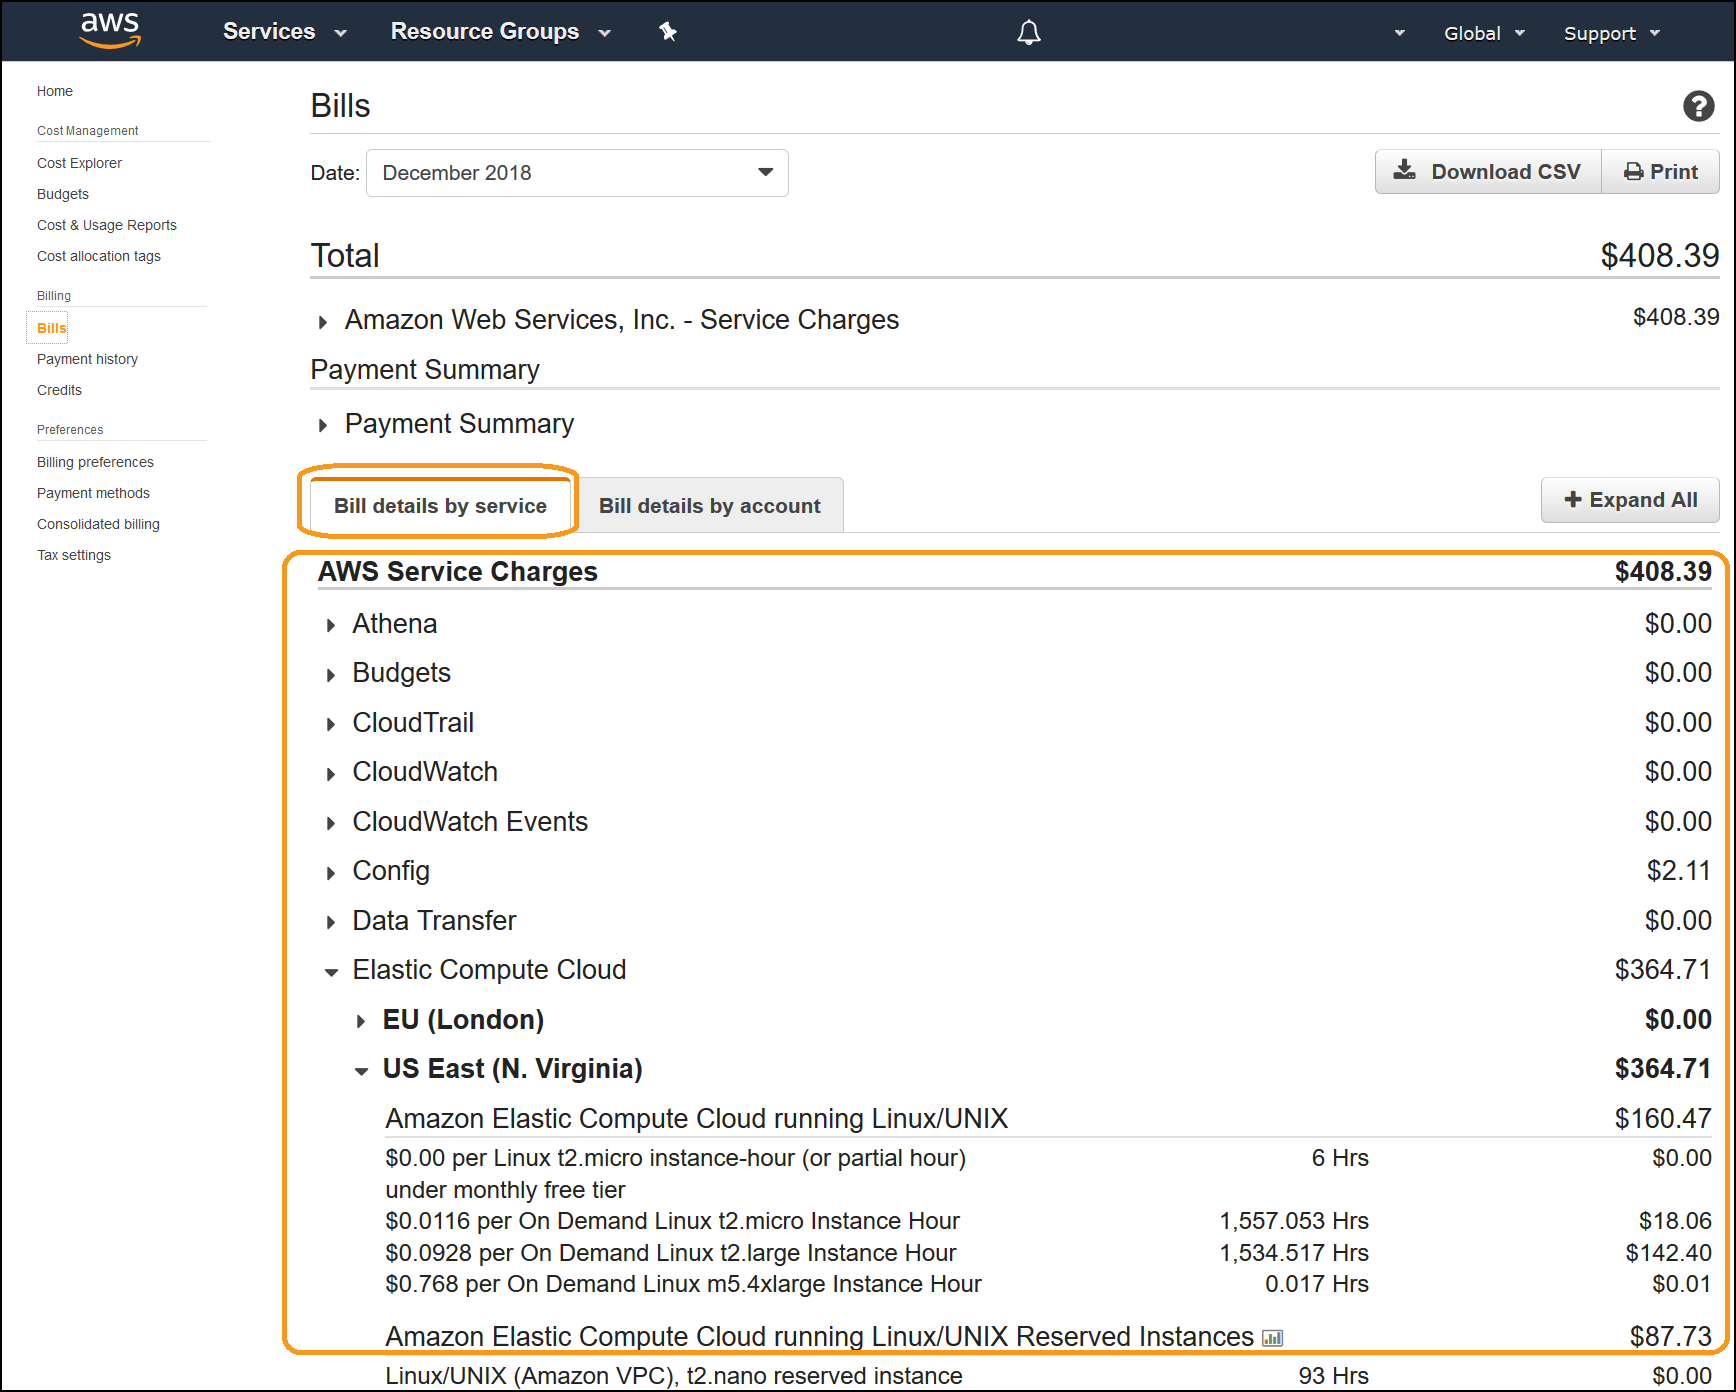 aws Services Resource Groups Global Support
Home
Cost Management
Cost Explorer
Budgets
Cost & Usage Reports
Cost allocation tags
Billing
Bills
Payment history
Credits
Preferences
Billing preferences
Payment methods
Consolidated billing
Tax settings
Bills ?
Date: December 2018 Download CSV Print
Total $408.39
Amazon Web Services, Inc. - Service Charges $408.39
Payment Summary
Payment Summary
Bill details by service Bill details by account Expand All
AWS Service Charges $408.39
Athena $0.00
Budgets $0.00
CloudTrail $0.00
CloudWatch $0.00
CloudWatch Events $0.00
Config $2.11
Data Transfer $0.00
Elastic Compute Cloud $364.71
EU (London) $0.00
US East (N. Virginia) $364.71
Amazon Elastic Compute Cloud running Linux/UNIX $160.47
$0.00 per Linux t2.micro instance-hour (or partial hour) 6 Hrs $0.00
under monthly free tier
$0.0116 per On Demand Linux t2.micro Instance Hour 1,557.053 Hrs $18.06
$0.0928 per On Demand Linux t2.large Instance Hour 1,534.517 Hrs $142.40
$0.768 per On Demand Linux m5.4xlarge Instance Hour 0.017 Hrs $0.01
Amazon Elastic Compute Cloud running Linux/UNIX Reserved Instances $87.73
Linux/UNIX (Amazon VPC), t2.nano reserved instance 93 Hrs $0.00